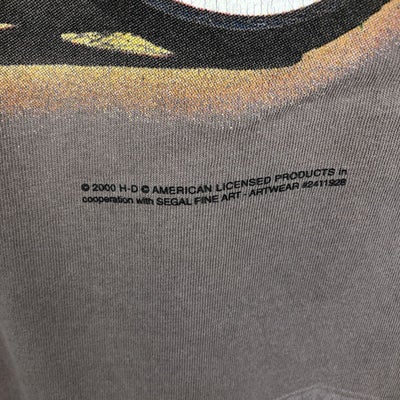 © 2000 H-D © AMERICAN LICENSED PRODUCTS in
cooperation with SEGAL FINE ART - ARTWEAR #2411928